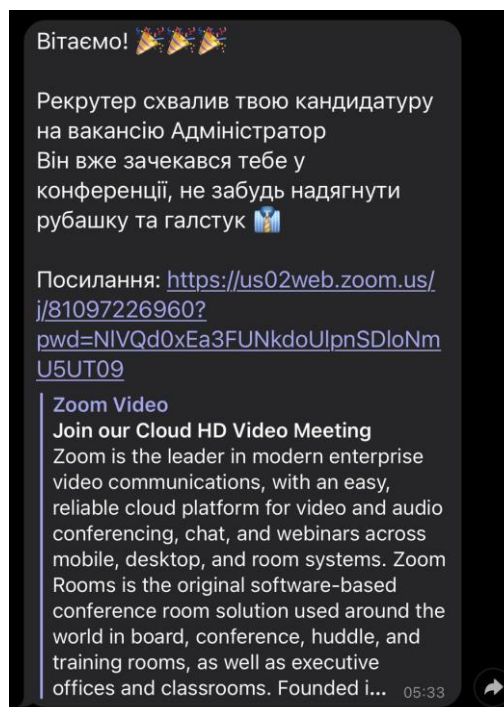 Вітаємо! 🎉🎉🎉
Рекрутер схвалив твою кандидатуру
на вакансію Адміністратор
Він вже зачекався тебе у
конференції, не забудь надягнути
рубашку та галстук 👔
Посилання: https://us02web.zoom.us/
j/81097226960?
pwd=NlVQd0xEa3FUNkdoUlpnSDloNm
U5UT09
Zoom Video
Join our Cloud HD Video Meeting
Zoom is the leader in modern enterprise
video communications, with an easy,
reliable cloud platform for video and audio
conferencing, chat, and webinars across
mobile, desktop, and room systems. Zoom
Rooms is the original software-based
conference room solution used around the
world in board, conference, huddle, and
training rooms, as well as executive
offices and classrooms. Founded i... 05:33